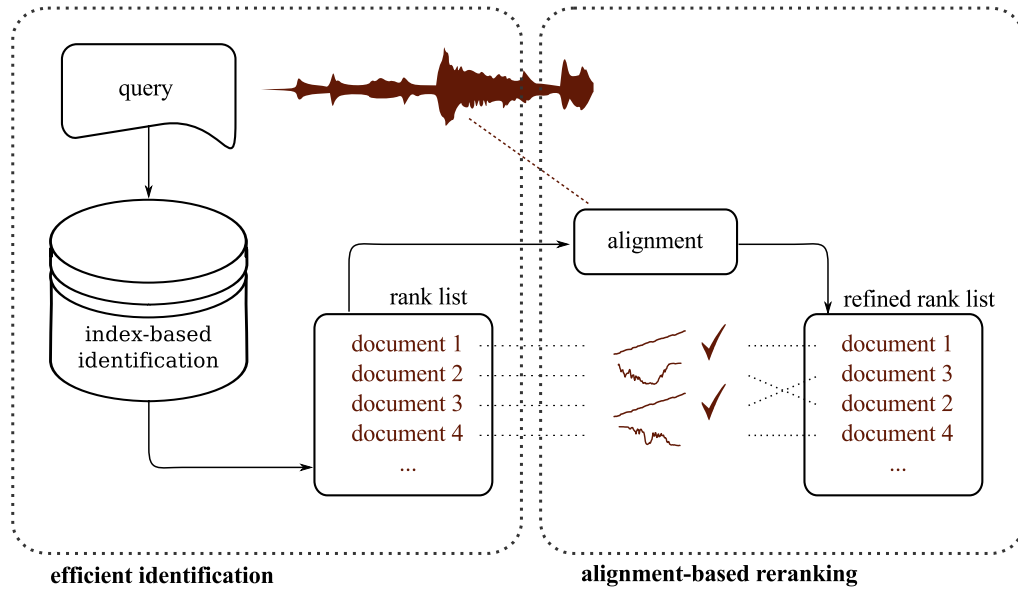 query
index-based
identification
rank list
document 1
document 2
document 3
document 4
...
efficient identification
alignment
refined rank list
document 1
document 3
document 2
document 4
...
alignment-based reranking